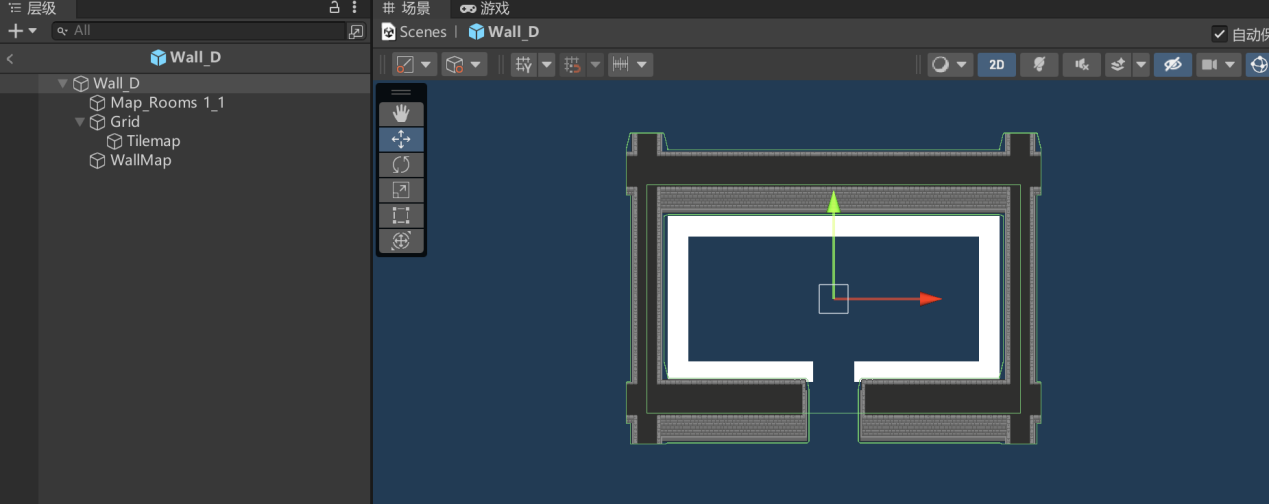 层级
All
Wall_D
Wall_D
Map_Rooms 1_1
Grid
Tilemap
WallMap
场景 游戏
Scenes | Wall_D 自动保
2D